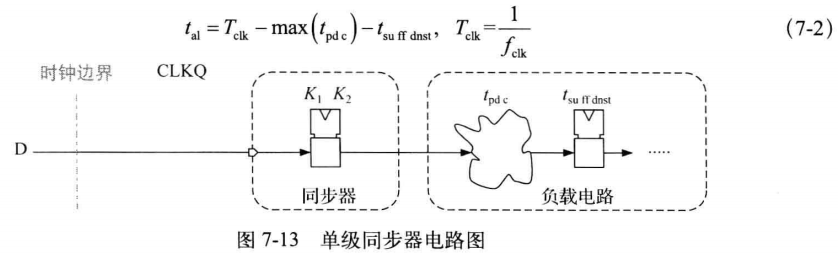 t_al = T_clk − max(t_pd c) − t_su ff dnst, T_clk = 1/f_clk (7-2)
时钟边界 CLKQ
K₁ K₂ t_pd c t_su ff dnst
D ·····
同步器 负载电路
图 7-13 单级同步器电路图